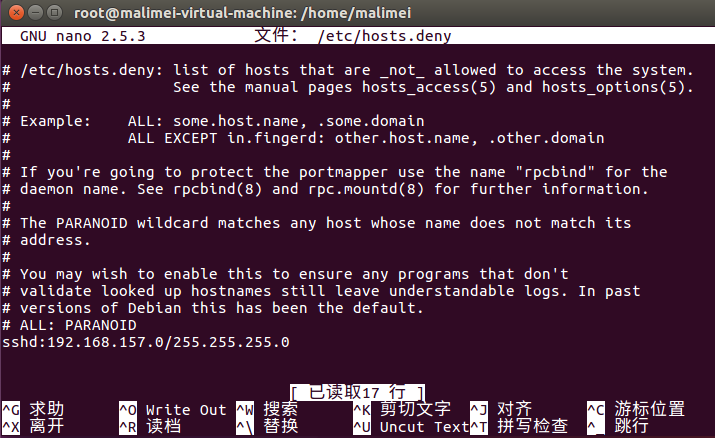 root@malimei-virtual-machine: /home/malimei
GNU nano 2.5.3 文件： /etc/hosts.deny
# /etc/hosts.deny: list of hosts that are _not_ allowed to access the system.
# See the manual pages hosts_access(5) and hosts_options(5).
#
# Example: ALL: some.host.name, .some.domain
# ALL EXCEPT in.fingerd: other.host.name, .other.domain
#
# If you're going to protect the portmapper use the name "rpcbind" for the
# daemon name. See rpcbind(8) and rpc.mountd(8) for further information.
#
# The PARANOID wildcard matches any host whose name does not match its
# address.
#
# You may wish to enable this to ensure any programs that don't
# validate looked up hostnames still leave understandable logs. In past
# versions of Debian this has been the default.
# ALL: PARANOID
sshd:192.168.157.0/255.255.255.0
[ 已读取17 行 ]
^G 求助 ^O Write Out ^W 搜索 ^K 剪切文字 ^J 对齐 ^C 游标位置
^X 离开 ^R 读档 ^\ 替换 ^U Uncut Text ^T 拼写检查 ^_ 跳行